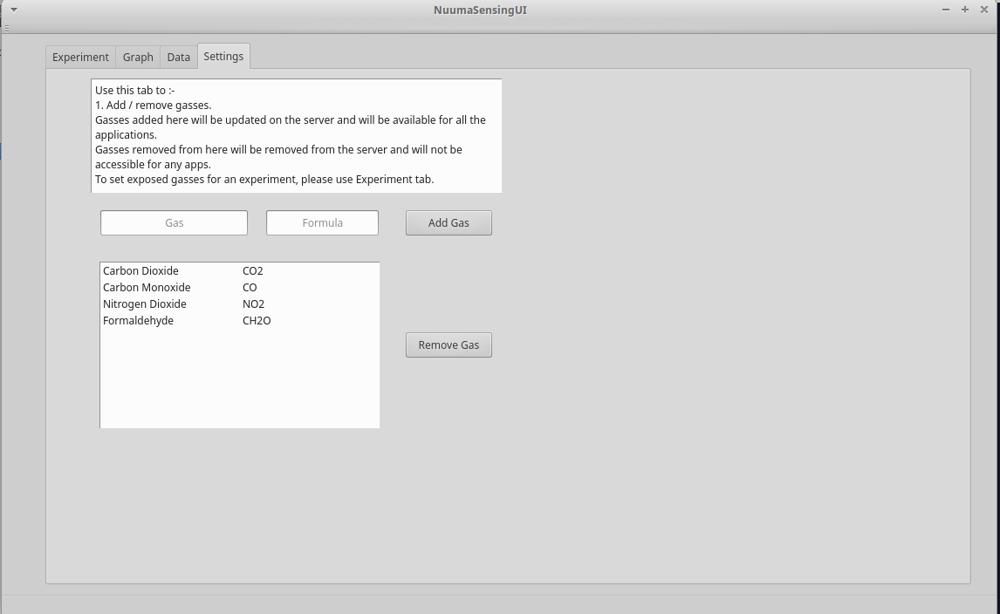 NuumaSensingUI
Experiment Graph Data Settings
Use this tab to :-
1. Add / remove gasses.
Gasses added here will be updated on the server and will be available for all the
applications.
Gasses removed from here will be removed from the server and will not be
accessible for any apps.
To set exposed gasses for an experiment, please use Experiment tab.
Gas Formula Add Gas
Carbon Dioxide CO2
Carbon Monoxide CO
Nitrogen Dioxide NO2
Formaldehyde CH2O
Remove Gas